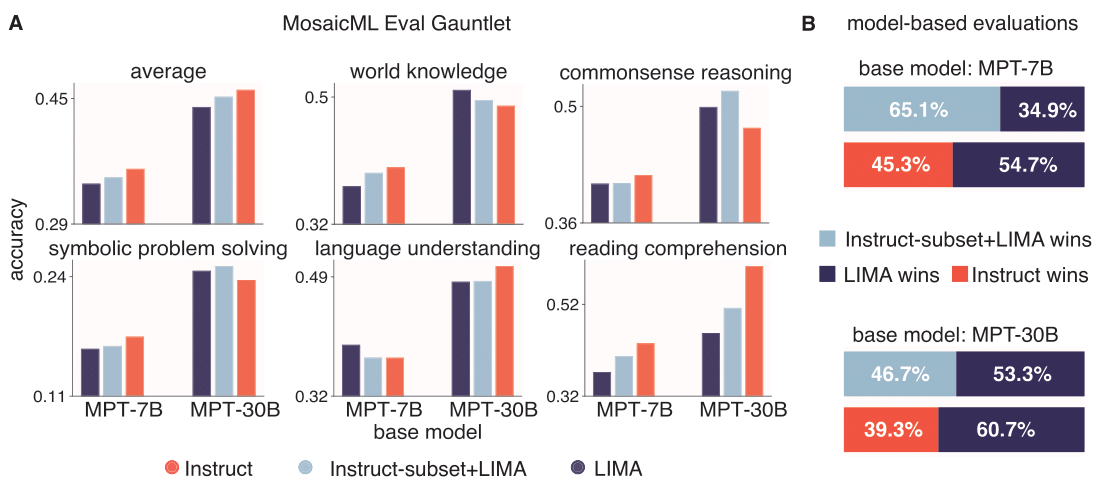 A
MosaicML Eval Gauntlet
average
world knowledge
commonsense reasoning
0.45
0.29
0.5
0.32
0.5
0.36
accuracy
symbolic problem solving
language understanding
reading comprehension
0.24
0.11
0.49
0.32
0.52
0.32
MPT-7B
MPT-30B
MPT-7B
MPT-30B
MPT-7B
MPT-30B
base model
Instruct
Instruct-subset+LIMA
LIMA
B
model-based evaluations
base model: MPT-7B
65.1%
34.9%
45.3%
54.7%
Instruct-subset+LIMA wins
LIMA wins
Instruct wins
base model: MPT-30B
46.7%
53.3%
39.3%
60.7%